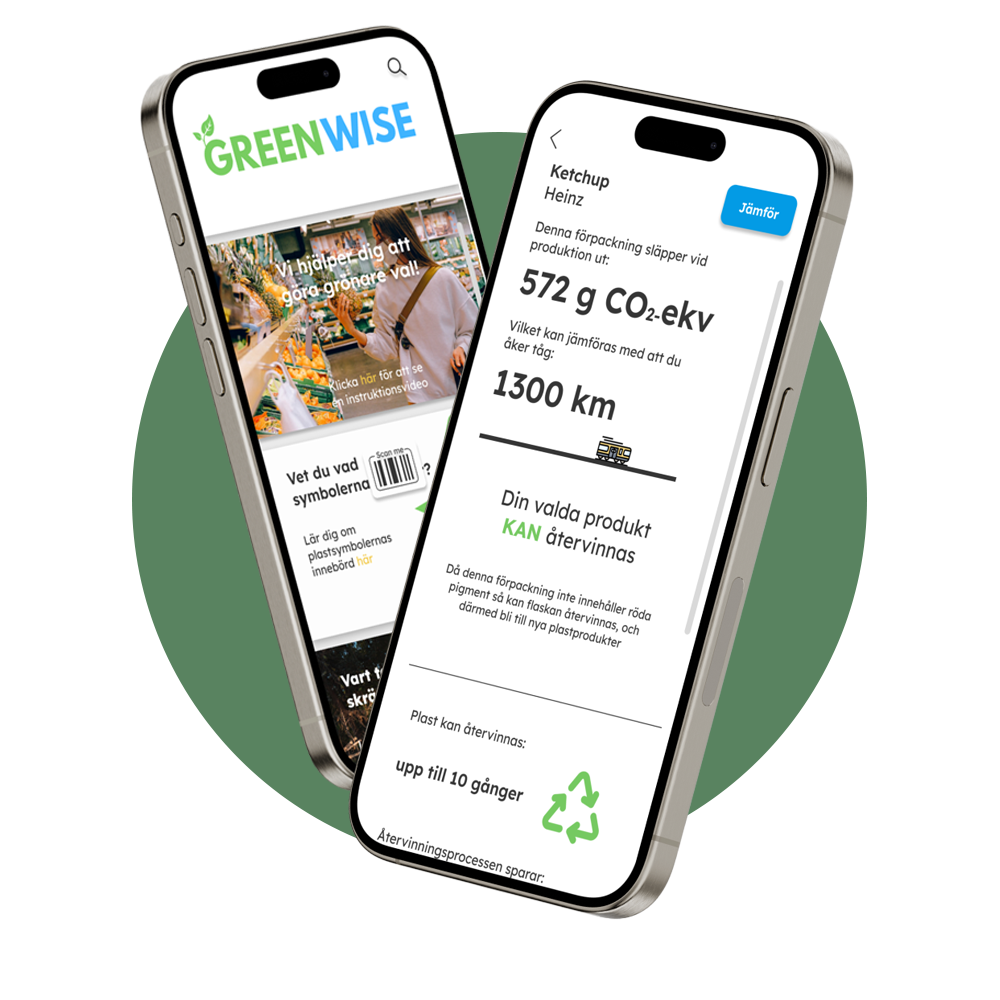 GREENWISE
Vi hjälper dig att
göra grönare val!
Klicka här för att se
en instruktionsvideo
Vet du vad
symbolerna
Scan me
?
Lär dig om
plastsymbolernas
innebörd här
Vart
skrä
Ketchup
Heinz
Jämför
Denna förpackning släpper vid
produktion ut:
572 g CO₂-ekv
Vilket kan jämföras med att du
åker tåg:
1300 km
Din valda produkt
KAN återvinnas
Då denna förpackning inte innehåller röda
pigment så kan flaskan återvinnas, och
därmed bli till nya plastprodukter
Plast kan återvinnas:
upp till 10 gånger
Återvinningsprocessen sparar: